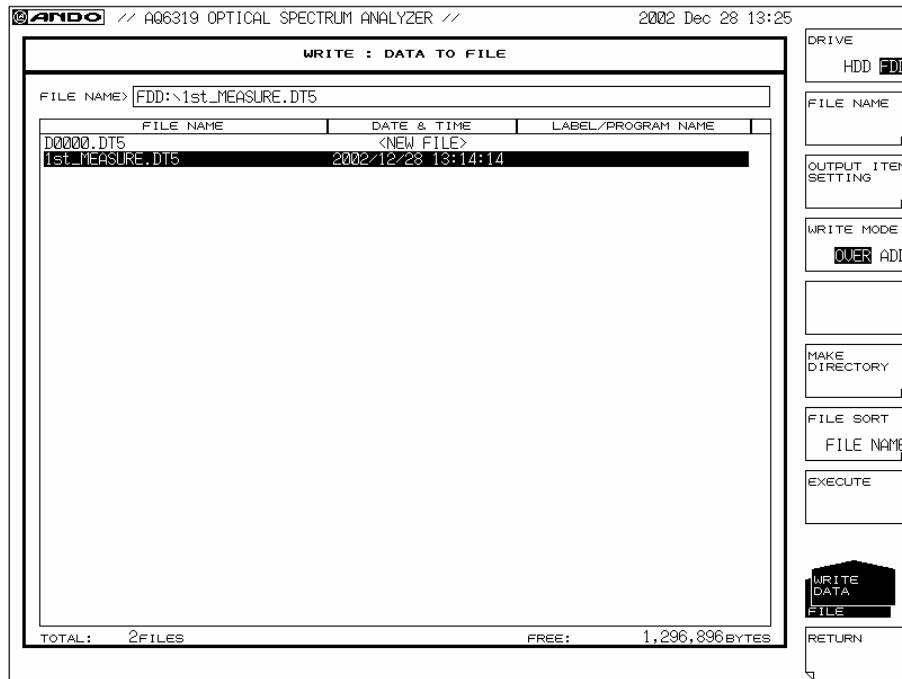 ANDO // AQ6319 OPTICAL SPECTRUM ANALYZER // 2002 Dec 28 13:25
WRITE : DATA TO FILE
FILE NAME> FDD:\1st_MEASURE.DT5
FILE NAME DATE & TIME LABEL/PROGRAM NAME
D0000.DT5 <NEW FILE>
1st_MEASURE.DT5 2002/12/28 13:14:14
TOTAL: 2FILES FREE: 1,296,896BYTES
DRIVE
HDD FDD
FILE NAME
OUTPUT ITEM
SETTING
WRITE MODE
OVER ADD
MAKE
DIRECTORY
FILE SORT
FILE NAME
EXECUTE
WRITE
DATA
FILE
RETURN